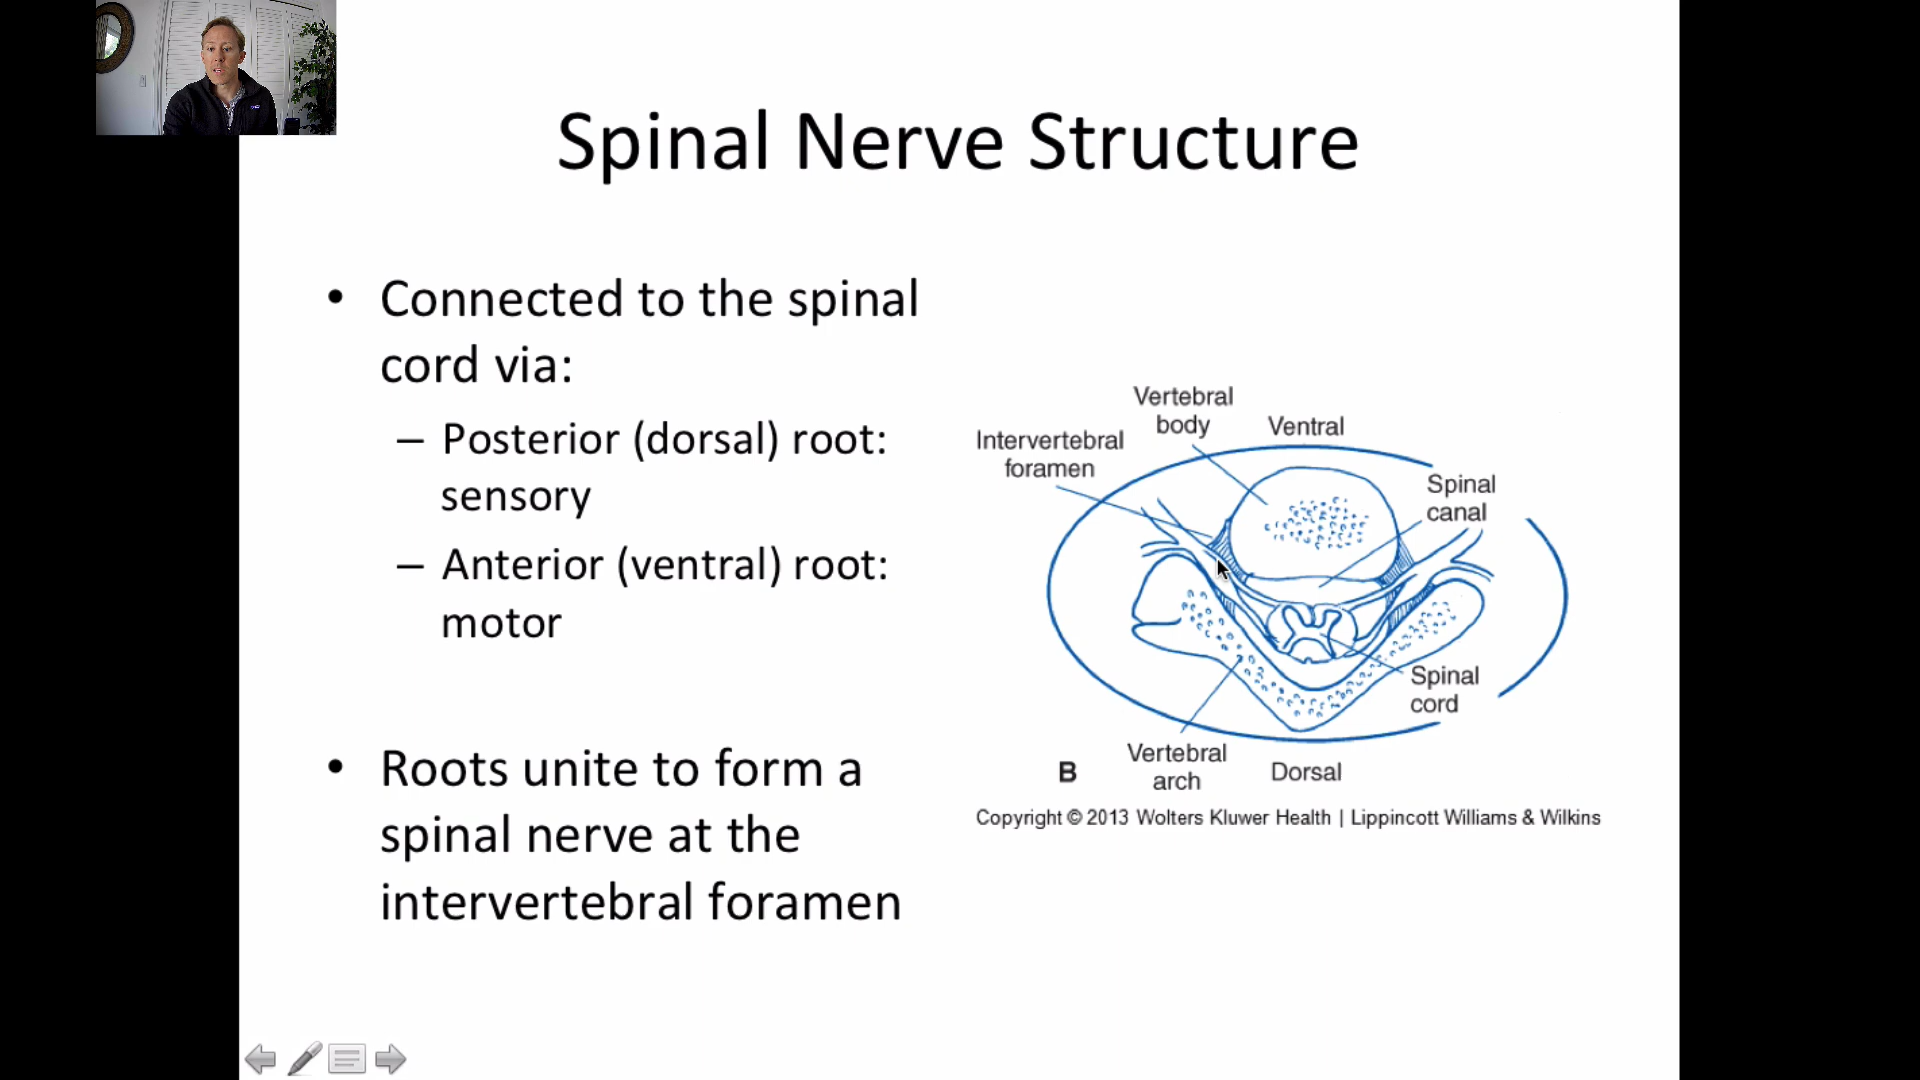 Spinal Nerve Structure
• Connected to the spinal
cord via:
– Posterior (dorsal) root:
sensory
– Anterior (ventral) root:
motor
• Roots unite to form a
spinal nerve at the
intervertebral foramen
Vertebral
body
Ventral
Intervertebral
foramen
Spinal
canal
Spinal
cord
Vertebral
arch
Dorsal
B
Copyright © 2013 Wolters Kluwer Health | Lippincott Williams & Wilkins